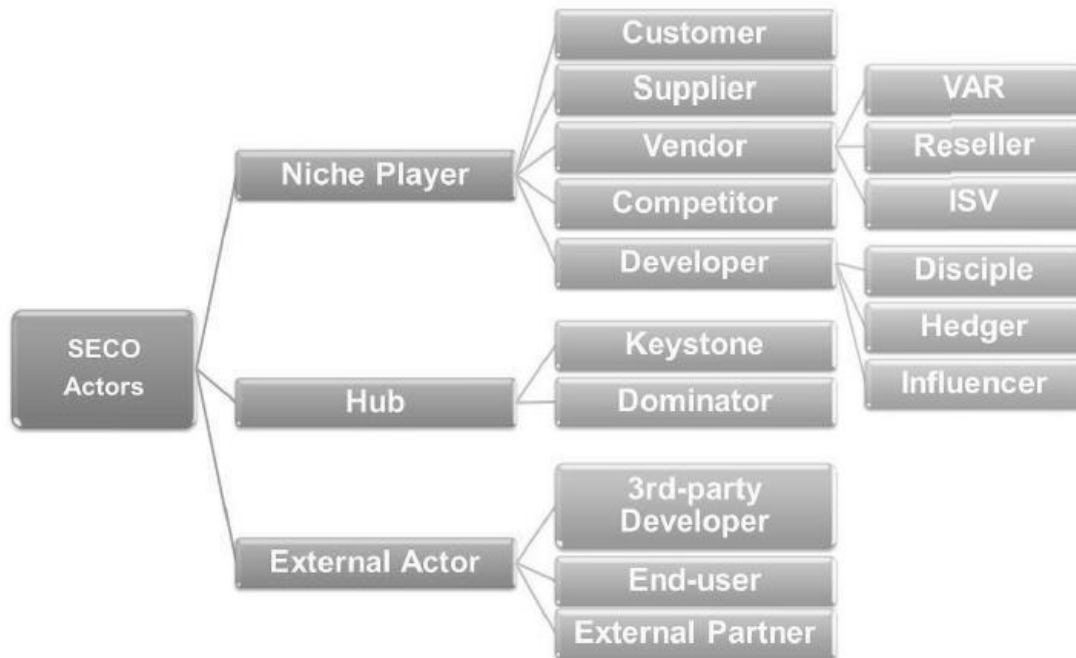 SECO
Actors
Niche Player
Customer
Supplier
Vendor
VAR
Reseller
ISV
Competitor
Developer
Disciple
Hedger
Influencer
Hub
Keystone
Dominator
External Actor
3rd-party
Developer
End-user
External Partner